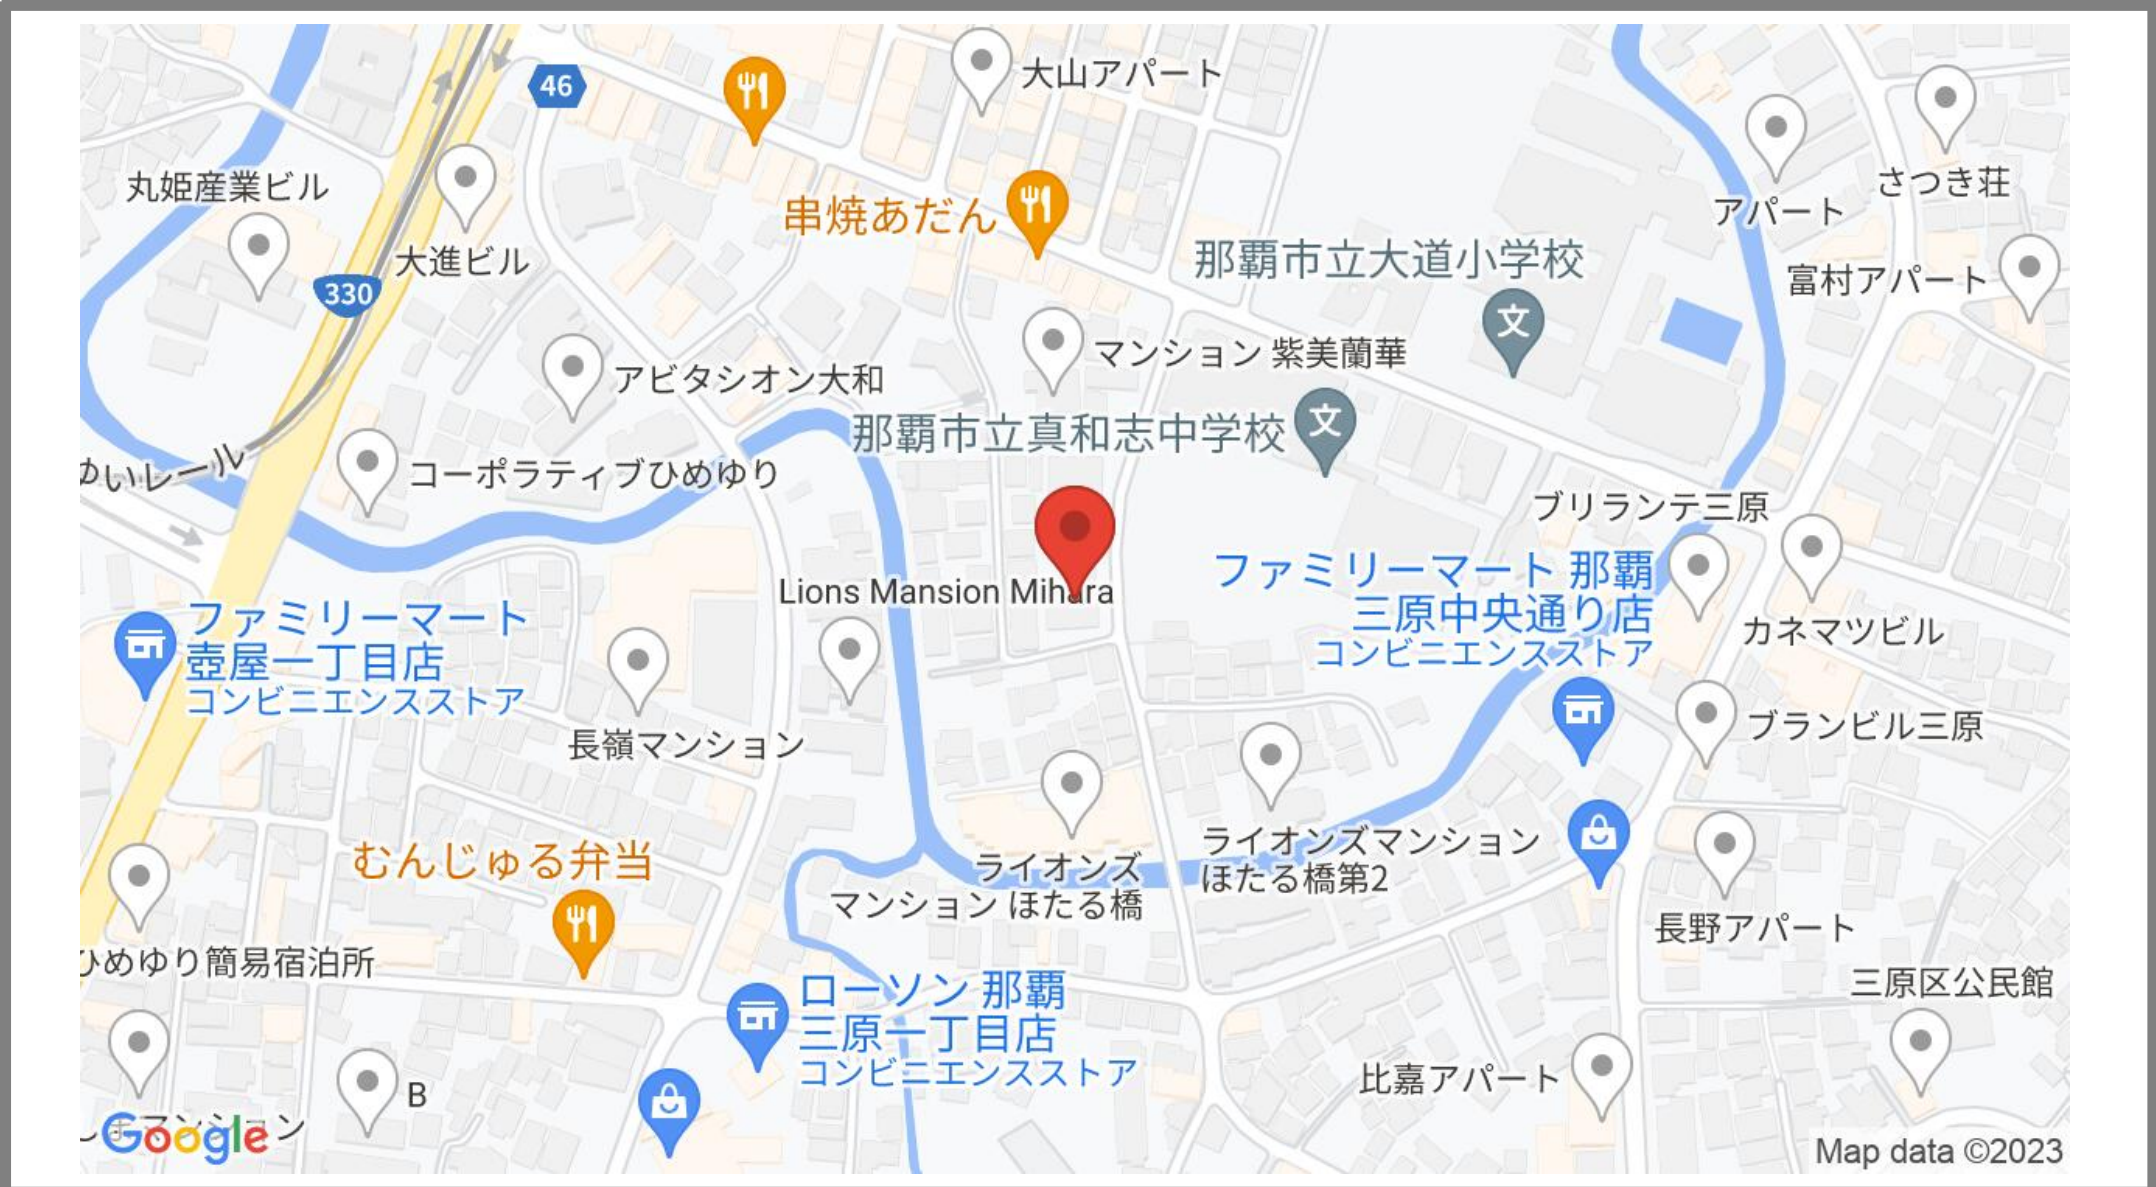 46
大山アパート
さつき荘
丸姫産業ビル
アパート
串焼あだん
大進ビル
那覇市立大道小学校
富村アパート
330
文
マンション 紫美蘭華
アビタシオン大和
那覇市立真和志中学校
文
ゆいレール
コーポラティブひめゆり
ブリランテ三原
Lions Mansion Mihara
ファミリーマート 那覇
三原中央通り店
コンビニエンスストア
ファミリーマート
壺屋一丁目店
コンビニエンスストア
カネマツビル
長嶺マンション
ブランビル三原
むんじゅる弁当
ライオンズ
マンション ほたる橋
ライオンズマンション
ほたる橋第2
長野アパート
ひめゆり簡易宿泊所
ローソン 那覇
三原一丁目店
コンビニエンスストア
三原区公民館
比嘉アパート
B
マンション
Google
Map data ©2023